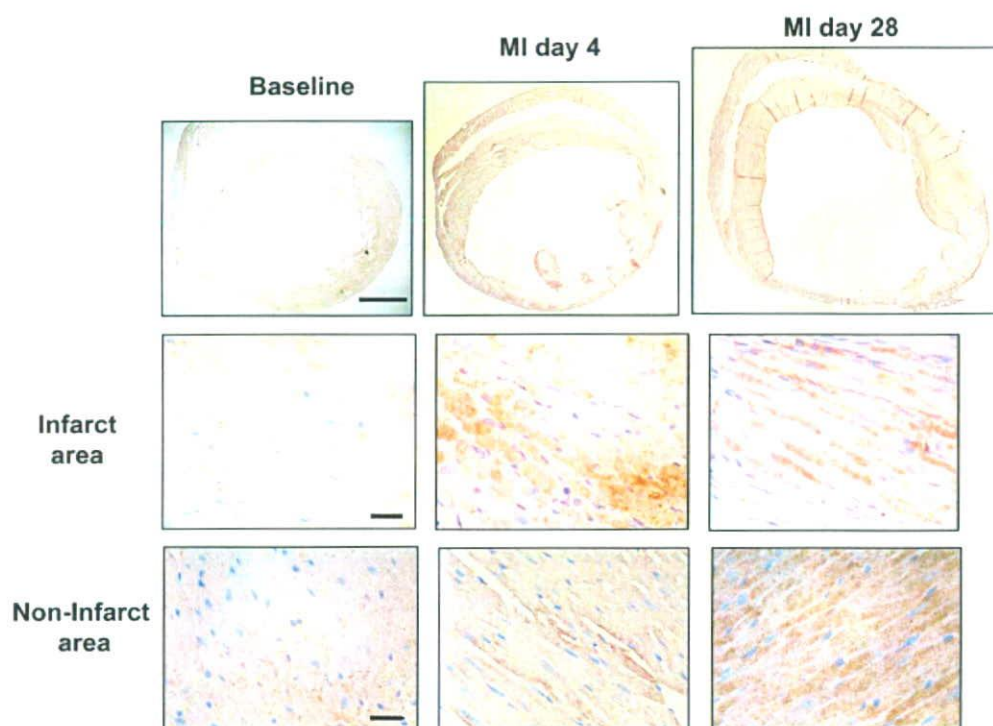 Baseline
MI day 4
MI day 28
Infarct
area
Non-Infarct
area